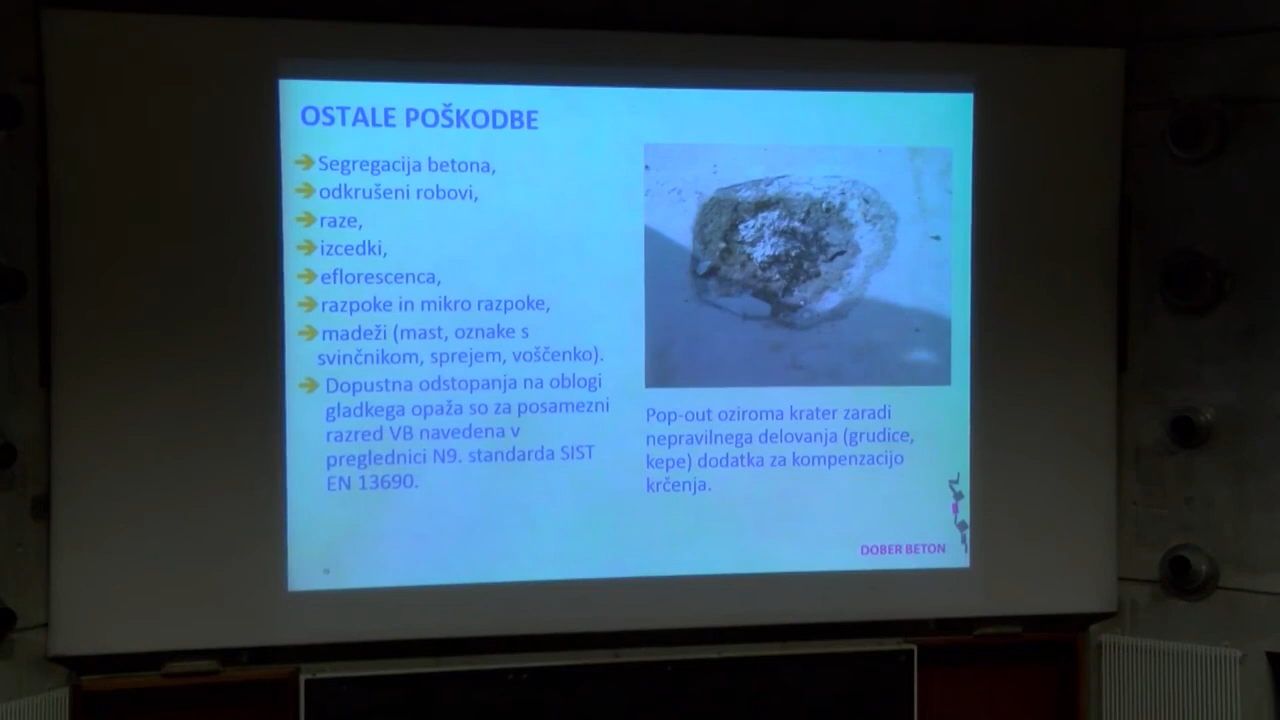 OSTALE POŠKODBE
Segregacija betona,
odkrušeni robovi,
raze,
izcedki,
eflorescenca,
razpoke in mikro razpoke,
madeži (mast, oznake s
svinčnikom, sprejem, voščenko).
Dopustna odstopanja na oblogi
gladkega opaža so za posamezni
razred VB navedena v
preglednici N9. standarda SIST
EN 13690.
Pop-out oziroma krater zaradi
nepravilnega delovanja (grudice,
kepe) dodatka za kompenzacijo
krčenja.
DOBER BETON